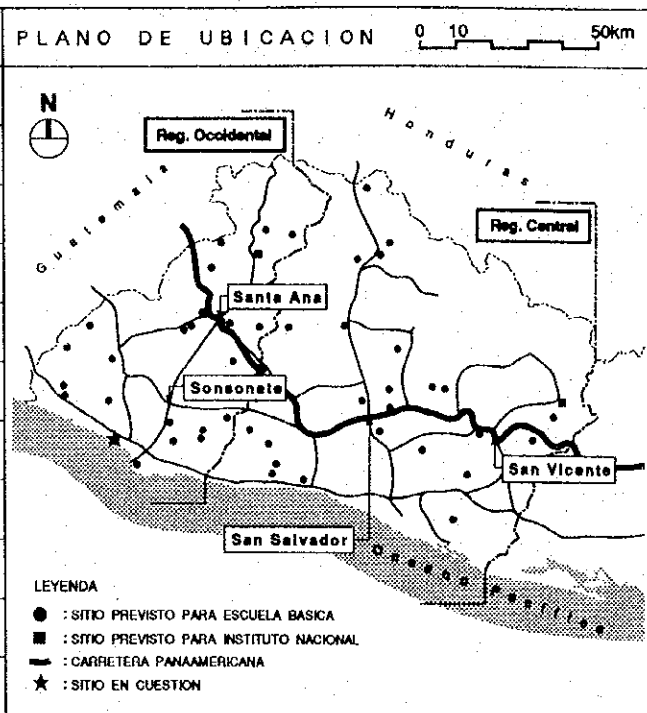 PLANO DE UBICACION
0 10 50km
N
Reg. Occidental
Honduras
Guatemala
Reg. Central
Santa Ana
Sonsonate
San Vicente
San Salvador
Oceano Pacifico
LEYENDA
● : SITIO PREVISTO PARA ESCUELA BASICA
■ : SITIO PREVISTO PARA INSTITUTO NACIONAL
━ : CARRETERA PANAAMERICANA
★ : SITIO EN CUESTION